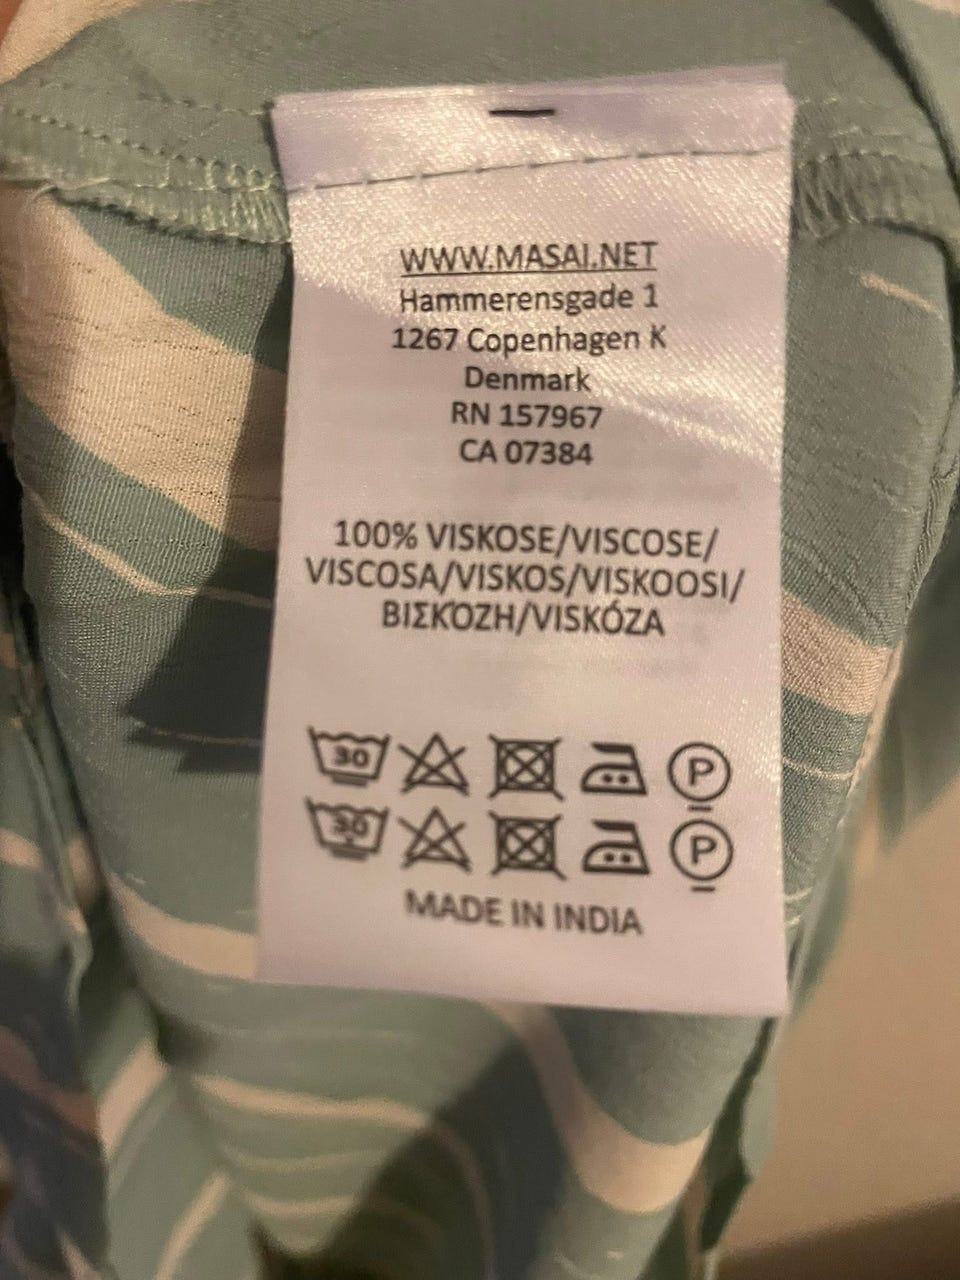 WWW.MASAI.NET
Hammerensgade 1
1267 Copenhagen K
Denmark
RN 157967
CA 07384
100% VISKOSE/VISCOSE/
VISCOSA/VISKOS/VISKOOSI/
ΒΙΣΚΌΖΗ/VISKÓZA
30 P
30 P
MADE IN INDIA